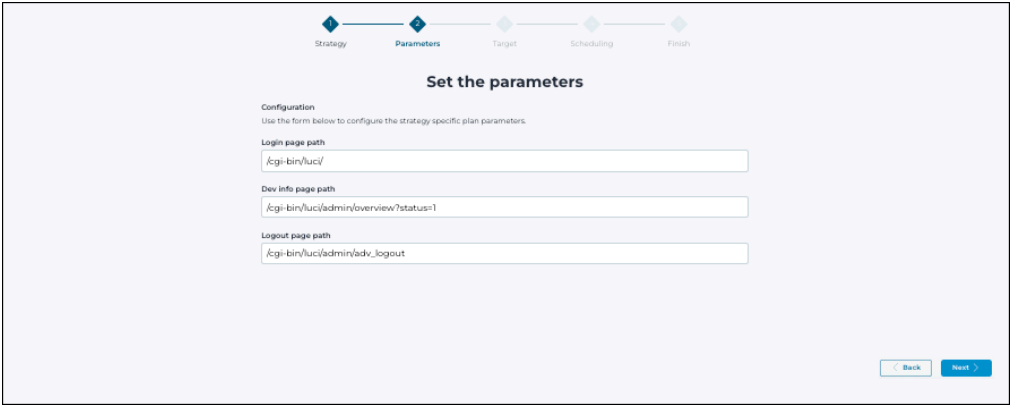 1 2
Strategy Parameters Target Scheduling Finish
Set the parameters
Configuration
Use the form below to configure the strategy specific plan parameters.
Login page path
/cgi-bin/luci/
Dev info page path
/cgi-bin/luci/admin/overview?status=1
Logout page path
/cgi-bin/luci/admin/adv_logout
Back Next